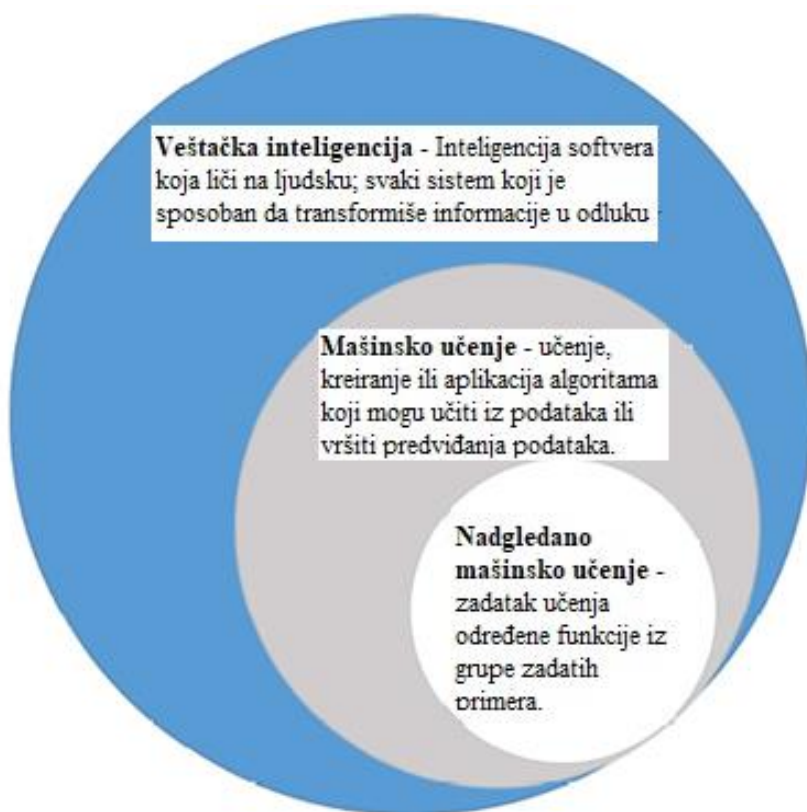 Veštačka inteligencija - Inteligencija softvera
koja liči na ljudsku; svaki sistem koji je
sposoban da transformiše informacije u odluku
Mašinsko učenje - učenje,
kreiranje ili aplikacija algoritama
koji mogu učiti iz podataka ili
vršiti predviđanja podataka.
Nadgledano
mašinsko učenje -
zadatak učenja
određene funkcije iz
grupe zadatih
primera.